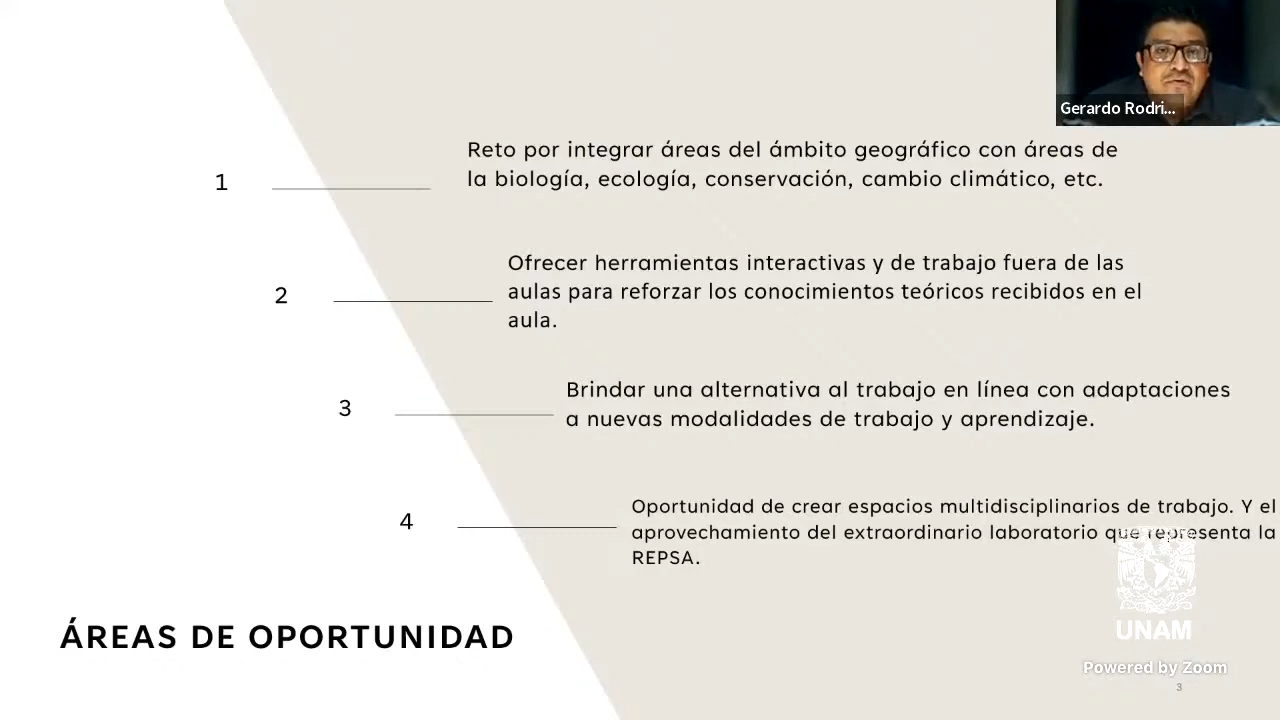 Gerardo Rodri...
1
Reto por integrar áreas del ámbito geográfico con áreas de
la biología, ecología, conservación, cambio climático, etc.
2
Ofrecer herramientas interactivas y de trabajo fuera de las
aulas para reforzar los conocimientos teóricos recibidos en el
aula.
3
Brindar una alternativa al trabajo en línea con adaptaciones
a nuevas modalidades de trabajo y aprendizaje.
4
Oportunidad de crear espacios multidisciplinarios de trabajo. Y el
aprovechamiento del extraordinario laboratorio que representa la
REPSA.
ÁREAS DE OPORTUNIDAD
UNAM
Powered by Zoom
3